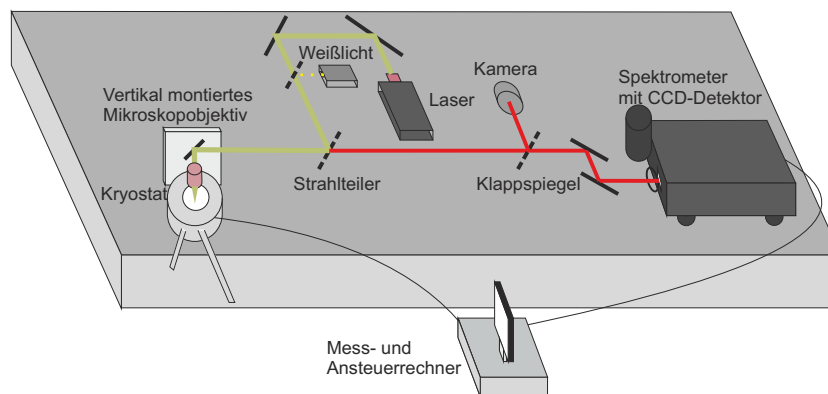 Weißlicht
Kamera
Spektrometer
mit CCD-Detektor
Vertikal montiertes
Mikroskopobjektiv
Laser
Kryostat
Strahlteiler
Klappspiegel
Mess- und
Ansteuerrechner